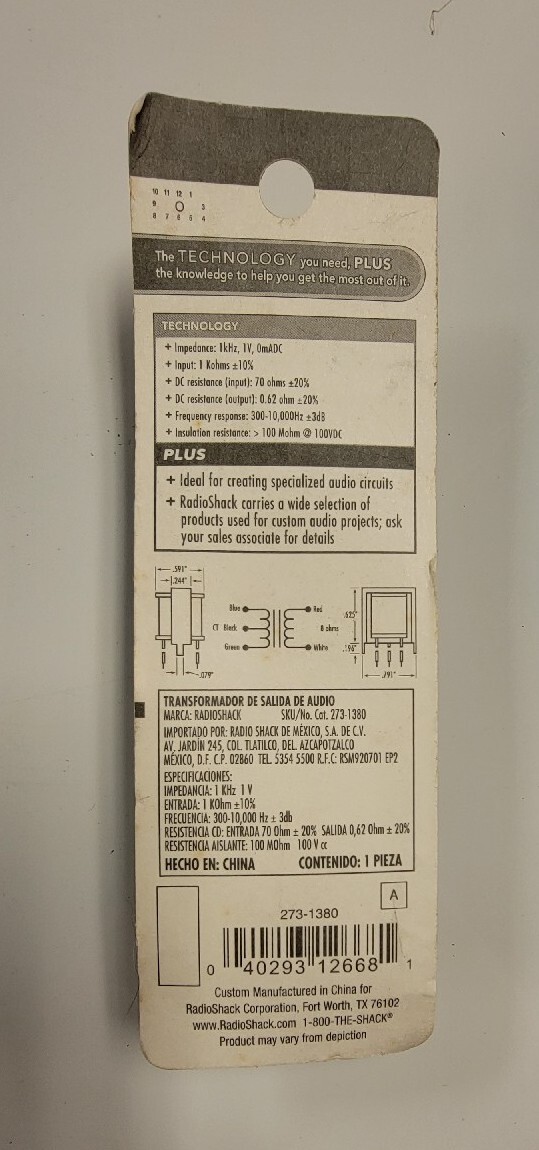 10 11 12 1
9 3
8 7 6 5 4
The TECHNOLOGY you need, PLUS
the knowledge to help you get the most out of it.
TECHNOLOGY
+ Impedance: 1kHz, 1V, 0mADC
+ Input: 1 Kohms ±10%
+ DC resistance (input): 70 ohms ±20%
+ DC resistance (output): 0.62 ohm ±20%
+ Frequency response: 300-10,000Hz ±3dB
+ Insulation resistance: > 100 Mohm @ 100VDC
PLUS
+ Ideal for creating specialized audio circuits
+ RadioShack carries a wide selection of
products used for custom audio projects; ask
your sales associate for details
.591"
.244"
.079"
Blue
CT Black
Green
Red
8 ohms
White
.625"
.196"
.791"
TRANSFORMADOR DE SALIDA DE AUDIO
MARCA: RADIOSHACK SKU/No. Cat. 273-1380
IMPORTADO POR: RADIO SHACK DE MÉXICO, S.A. DE C.V.
AV. JARDÍN 245, COL. TLATILCO, DEL. AZCAPOTZALCO
MÉXICO, D.F. C.P. 02860 TEL. 5354 5500 R.F.C: RSM920701 EP2
ESPECIFICACIONES:
IMPEDANCIA: 1 KHz 1 V
ENTRADA: 1 KOhm ±10%
FRECUENCIA: 300-10,000 Hz ± 3db
RESISTENCIA CD: ENTRADA 70 Ohm ± 20% SALIDA 0,62 Ohm ± 20%
RESISTENCIA AISLANTE: 100 MOhm 100 V cc
HECHO EN: CHINA CONTENIDO: 1 PIEZA
A
273-1380
0 40293 12668 1
Custom Manufactured in China for
RadioShack Corporation, Fort Worth, TX 76102
www.RadioShack.com 1-800-THE-SHACK®
Product may vary from depiction